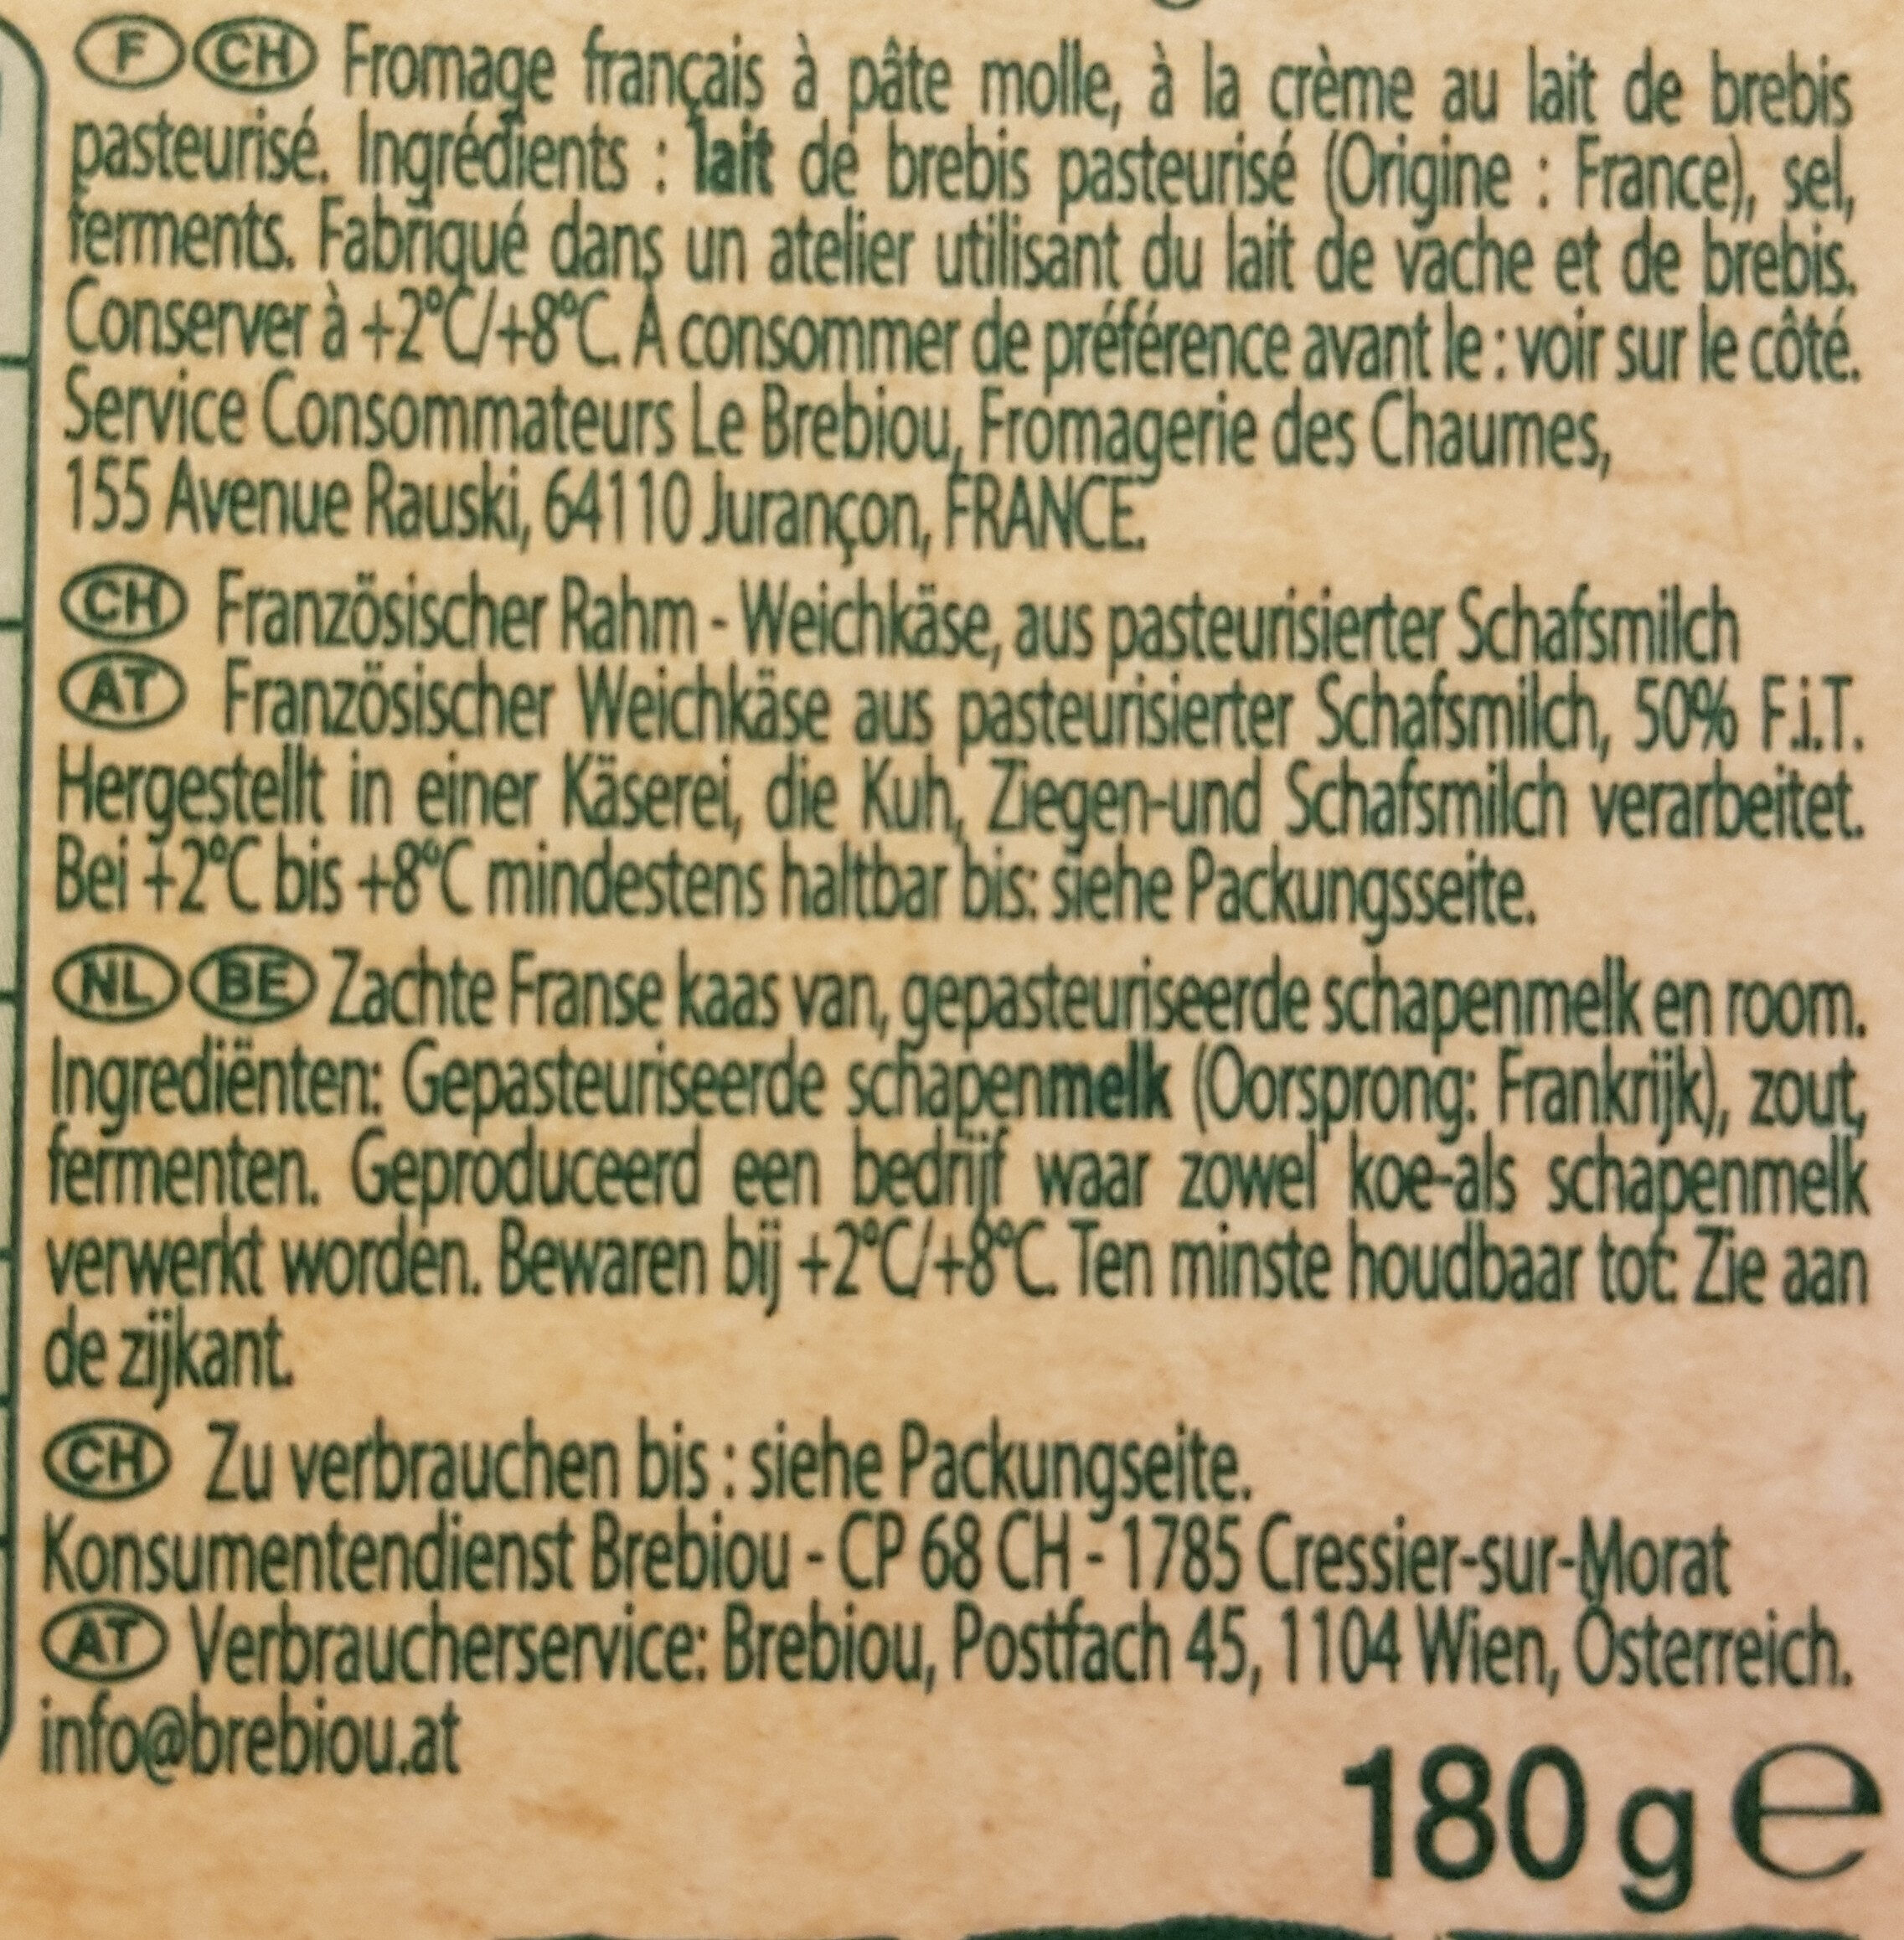 F CH Fromage français à pâte molle, à la crème au lait de brebis
pasteurisé. Ingrédients : lait de brebis pasteurisé (Origine : France), sel,
ferments. Fabriqué dans un atelier utilisant du lait de vache et de brebis.
Conserver à +2°C/+8°C. À consommer de préférence avant le : voir sur le côté.
Service Consommateurs Le Brebiou, Fromagerie des Chaumes,
155 Avenue Rauski, 64110 Jurançon, FRANCE.
CH Französischer Rahm - Weichkäse, aus pasteurisierter Schafsmilch
AT Französischer Weichkäse aus pasteurisierter Schafsmilch, 50% F.i.T.
Hergestellt in einer Käserei, die Kuh, Ziegen-und Schafsmilch verarbeitet.
Bei +2°C bis +8°C mindestens haltbar bis: siehe Packungsseite.
NL BE Zachte Franse kaas van, gepasteuriseerde schapenmelk en room.
Ingrediënten: Gepasteuriseerde schapenmelk (Oorsprong: Frankrijk), zout,
fermenten. Geproduceerd een bedrijf waar zowel koe-als schapenmelk
verwerkt worden. Bewaren bij +2°C/+8°C. Ten minste houdbaar tot: Zie aan
de zijkant.
CH Zu verbrauchen bis : siehe Packungseite.
Konsumentendienst Brebiou - CP 68 CH - 1785 Cressier-sur-Morat
AT Verbraucherservice: Brebiou, Postfach 45, 1104 Wien, Österreich.
info@brebiou.at
180 g e